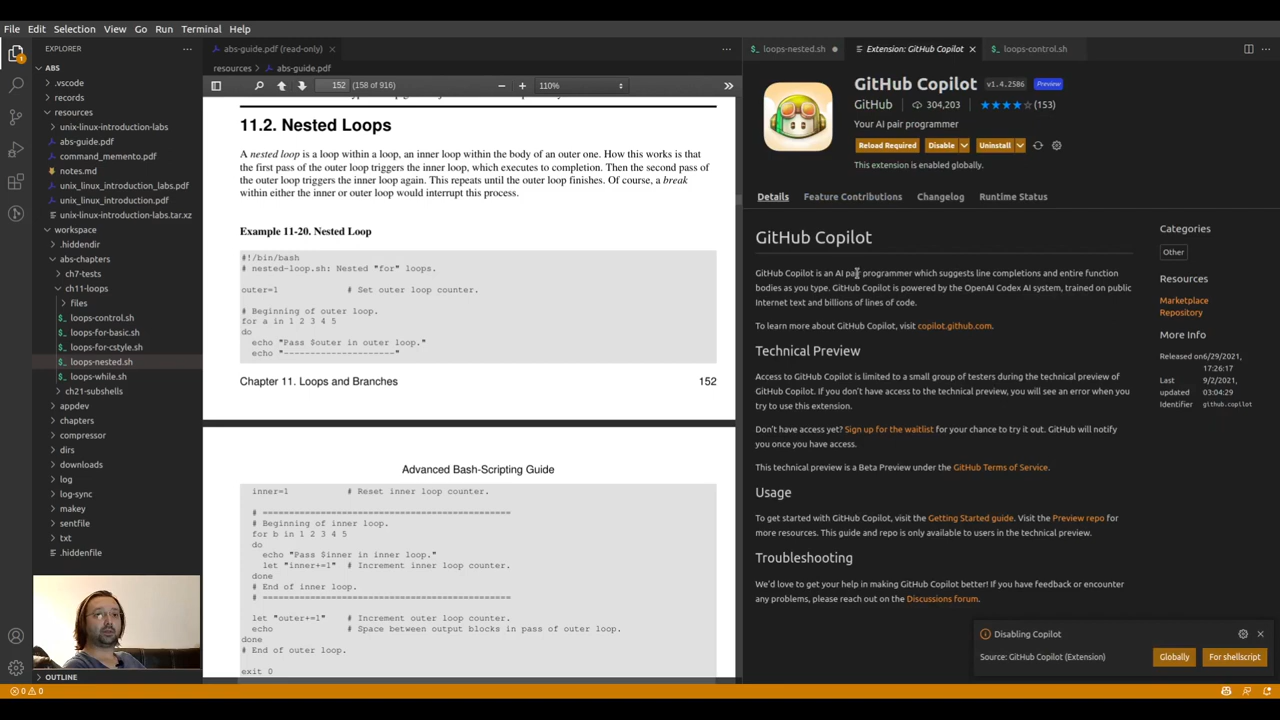 File Edit Selection View Go Run Terminal Help
EXPLORER
ABS
.vscode
records
resources
unix-linux-introduction-labs
abs-guide.pdf
command_memento.pdf
notes.md
unix_linux_introduction_labs.pdf
unix_linux_introduction.pdf
unix-linux-introduction-labs.tar.xz
workspace
.hiddendir
abs-chapters
ch7-tests
ch11-loops
files
loops-control.sh
loops-for-basic.sh
loops-for-cstyle.sh
loops-nested.sh
loops-while.sh
ch21-subshells
appdev
chapters
compressor
dirs
downloads
log
log-sync
makey
sentfile
txt
.hiddenfile
OUTLINE
0 0
abs-guide.pdf (read-only)
resources > abs-guide.pdf
152 (158 of 916) 110%
11.2. Nested Loops
A nested loop is a loop within a loop, an inner loop within the body of an outer one. How this works is that
the first pass of the outer loop triggers the inner loop, which executes to completion. Then the second pass of
the outer loop triggers the inner loop again. This repeats until the outer loop finishes. Of course, a break
within either the inner or outer loop would interrupt this process.
Example 11-20. Nested Loop
#!/bin/bash
# nested-loop.sh: Nested "for" loops.
outer=1 # Set outer loop counter.
# Beginning of outer loop.
for a in 1 2 3 4 5
do
echo "Pass $outer in outer loop."
echo "---------------------"
Chapter 11. Loops and Branches 152
Advanced Bash-Scripting Guide
inner=1 # Reset inner loop counter.
# ===============================================
# Beginning of inner loop.
for b in 1 2 3 4 5
do
echo "Pass $inner in inner loop."
let "inner+=1" # Increment inner loop counter.
done
# End of inner loop.
# ===============================================
let "outer+=1" # Increment outer loop counter.
echo # Space between output blocks in pass of outer loop.
done
# End of outer loop.
exit 0
loops-nested.sh Extension: GitHub Copilot loops-control.sh
GitHub Copilot v1.4.2586 Preview
GitHub 304,203 (153)
Your AI pair programmer
Reload Required Disable Uninstall
This extension is enabled globally.
Details Feature Contributions Changelog Runtime Status
GitHub Copilot
GitHub Copilot is an AI pair programmer which suggests line completions and entire function
bodies as you type. GitHub Copilot is powered by the OpenAI Codex AI system, trained on public
Internet text and billions of lines of code.
To learn more about GitHub Copilot, visit copilot.github.com.
Technical Preview
Access to GitHub Copilot is limited to a small group of testers during the technical preview of
GitHub Copilot. If you don't have access to the technical preview, you will see an error when you
try to use this extension.
Don't have access yet? Sign up for the waitlist for your chance to try it out. GitHub will notify
you once you have access.
This technical preview is a Beta Preview under the GitHub Terms of Service.
Usage
To get started with GitHub Copilot, visit the Getting Started guide. Visit the Preview repo for
more resources. This guide and repo is only available to users in the technical preview.
Troubleshooting
We'd love to get your help in making GitHub Copilot better! If you have feedback or encounter
any problems, please reach out on the Discussions forum.
Categories
Other
Resources
Marketplace
Repository
More Info
Released on 6/29/2021,
17:26:17
Last 9/2/2021,
updated 03:04:29
Identifier github.copilot
Disabling Copilot
Source: GitHub Copilot (Extension) Globally For shellscript